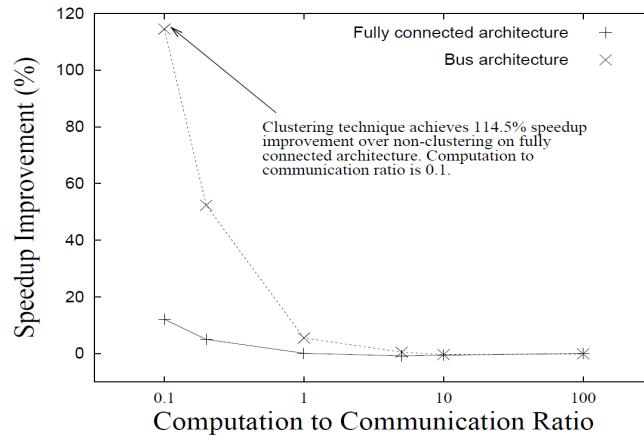 120
100
80
60
40
20
0
Speedup Improvement (%)
Fully connected architecture
Bus architecture
Clustering technique achieves 114.5% speedup
improvement over non-clustering on fully
connected architecture. Computation to
communication ratio is 0.1.
0.1 1 10 100
Computation to Communication Ratio